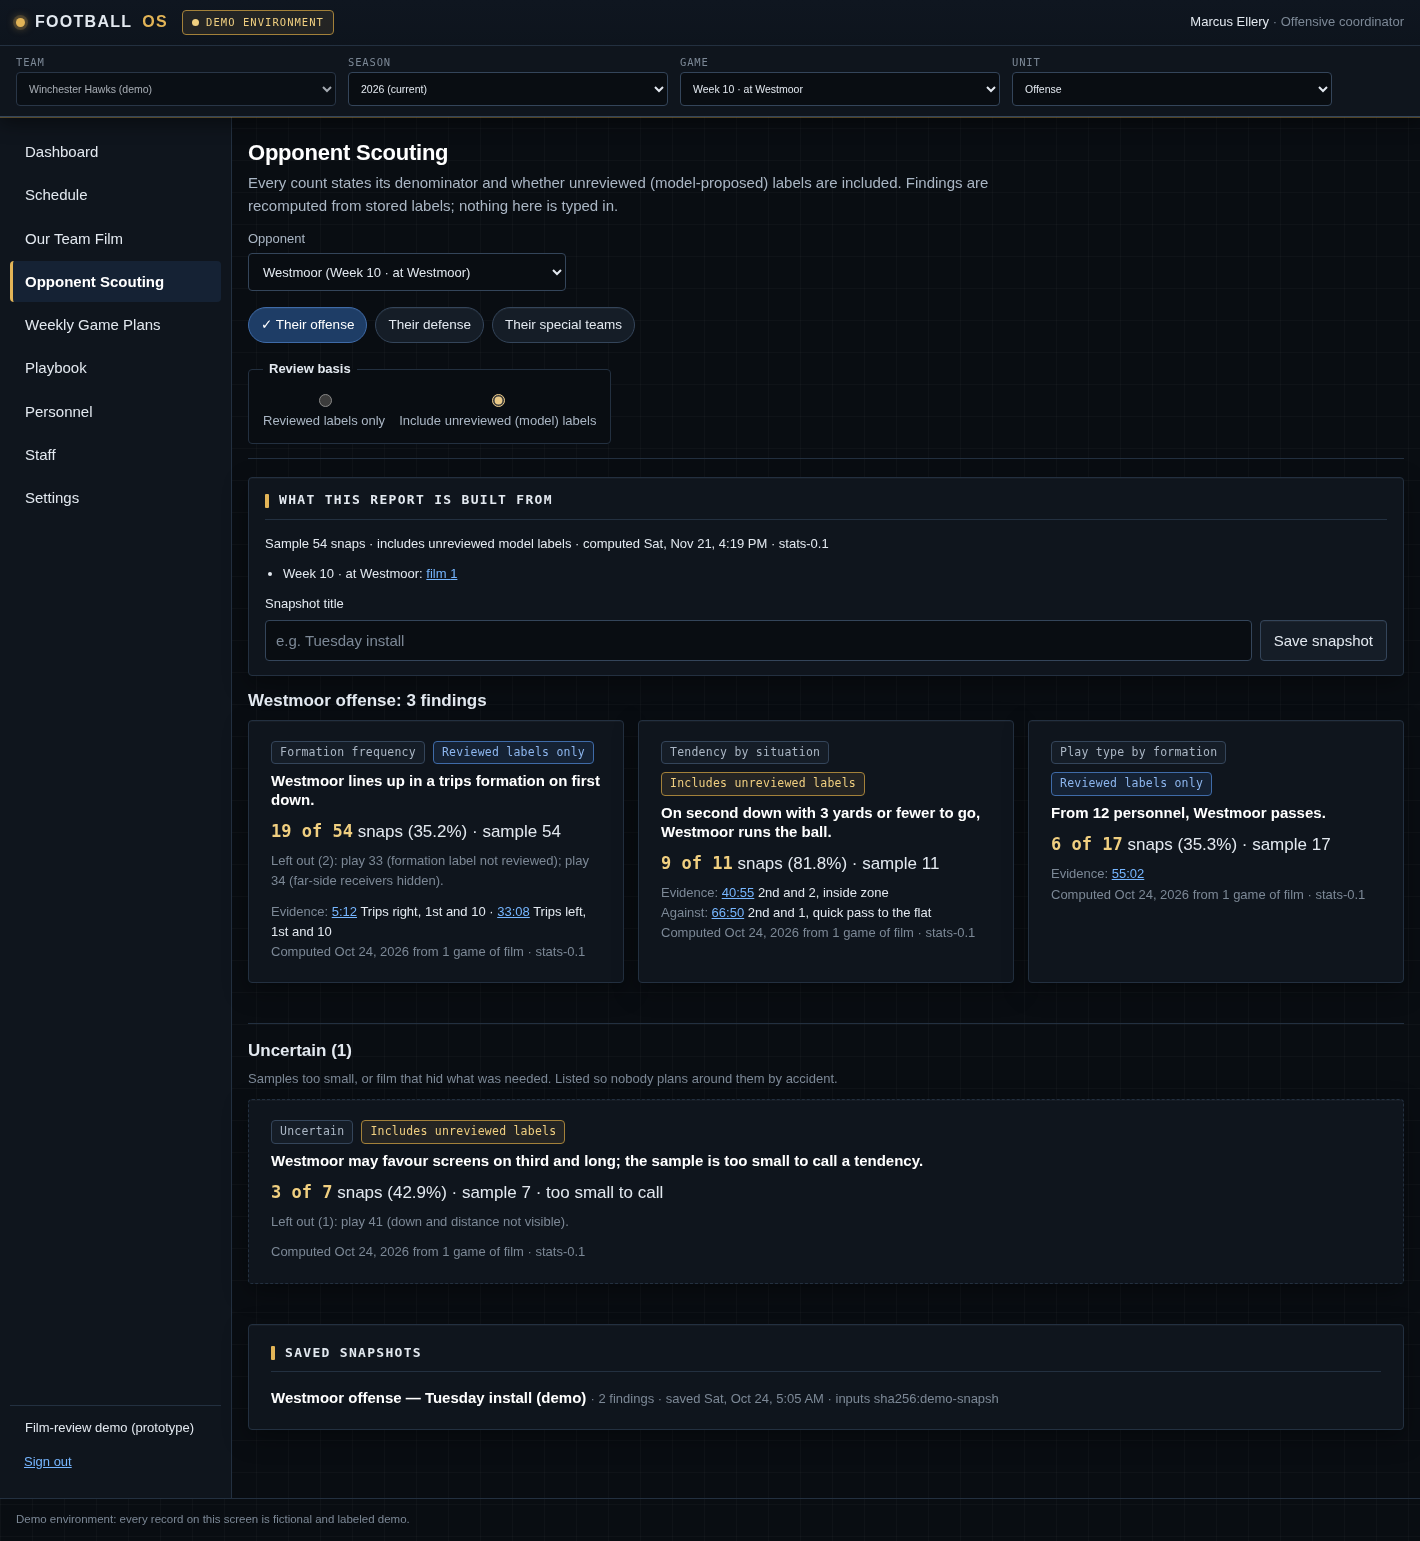 FOOTBALL OS
DEMO ENVIRONMENT
Marcus Ellery · Offensive coordinator
TEAM
Winchester Hawks (demo)
SEASON
2026 (current)
GAME
Week 10 · at Westmoor
UNIT
Offense
Dashboard
Schedule
Our Team Film
Opponent Scouting
Weekly Game Plans
Playbook
Personnel
Staff
Settings
Film-review demo (prototype)
Sign out
Opponent Scouting
Every count states its denominator and whether unreviewed (model-proposed) labels are included. Findings are
recomputed from stored labels; nothing here is typed in.
Opponent
Westmoor (Week 10 · at Westmoor)
✓ Their offense
Their defense
Their special teams
Review basis
Reviewed labels only
Include unreviewed (model) labels
WHAT THIS REPORT IS BUILT FROM
Sample 54 snaps · includes unreviewed model labels · computed Sat, Nov 21, 4:19 PM · stats-0.1
• Week 10 · at Westmoor: film 1
Snapshot title
e.g. Tuesday install
Save snapshot
Westmoor offense: 3 findings
Formation frequency
Reviewed labels only
Westmoor lines up in a trips formation on first
down.
19 of 54 snaps (35.2%) · sample 54
Left out (2): play 33 (formation label not reviewed); play
34 (far-side receivers hidden).
Evidence: 5:12 Trips right, 1st and 10 · 33:08 Trips left,
1st and 10
Computed Oct 24, 2026 from 1 game of film · stats-0.1
Tendency by situation
Includes unreviewed labels
On second down with 3 yards or fewer to go,
Westmoor runs the ball.
9 of 11 snaps (81.8%) · sample 11
Evidence: 40:55 2nd and 2, inside zone
Against: 66:50 2nd and 1, quick pass to the flat
Computed Oct 24, 2026 from 1 game of film · stats-0.1
Play type by formation
Reviewed labels only
From 12 personnel, Westmoor passes.
6 of 17 snaps (35.3%) · sample 17
Evidence: 55:02
Computed Oct 24, 2026 from 1 game of film · stats-0.1
Uncertain (1)
Samples too small, or film that hid what was needed. Listed so nobody plans around them by accident.
Uncertain
Includes unreviewed labels
Westmoor may favour screens on third and long; the sample is too small to call a tendency.
3 of 7 snaps (42.9%) · sample 7 · too small to call
Left out (1): play 41 (down and distance not visible).
Computed Oct 24, 2026 from 1 game of film · stats-0.1
SAVED SNAPSHOTS
Westmoor offense — Tuesday install (demo) · 2 findings · saved Sat, Oct 24, 5:05 AM · inputs sha256:demo-snapsh
Demo environment: every record on this screen is fictional and labeled demo.